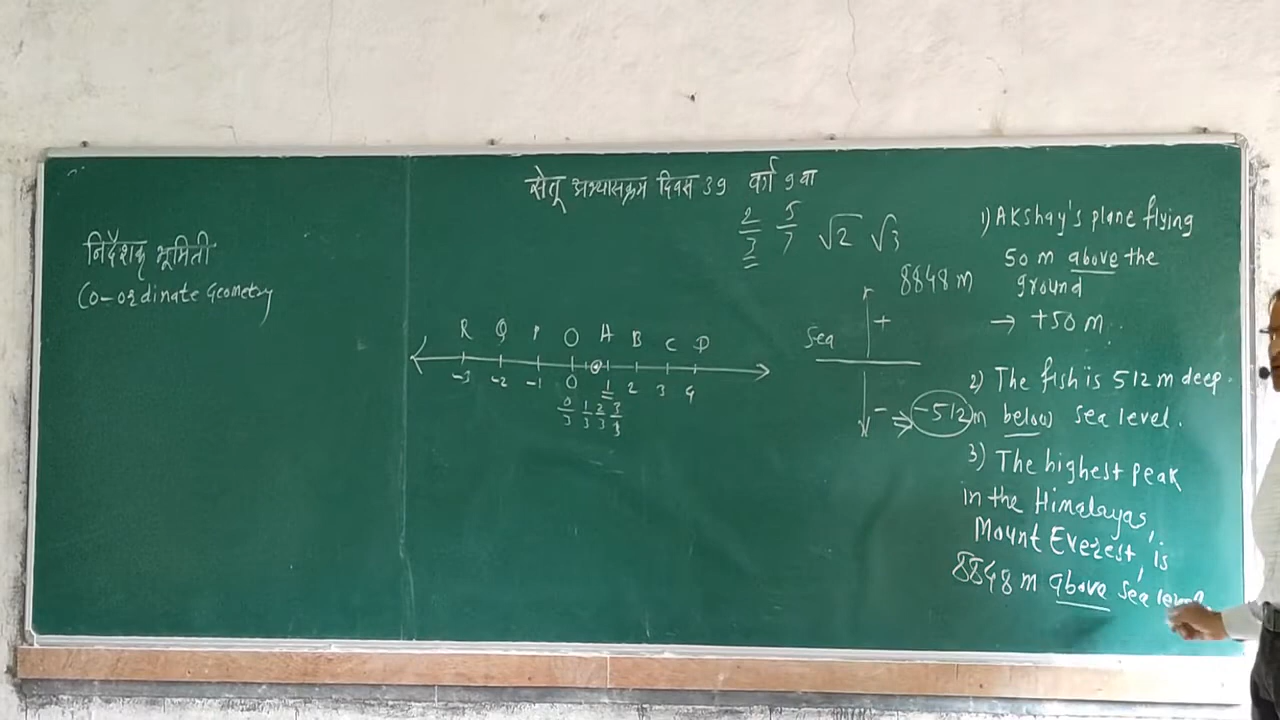 सेतू अभ्यासक्रम दिवस 39 वर्ग 9 वा
निर्देशक भूमिती
Co-ordinate Geometry
2/3 5/7 √2 √3
R Q P O A B C D
-3 -2 -1 0 1 2 3 4
0/3 1/3 2/3 3/3
8848 m
Sea +
- ⇒ -512 m
1) Akshay's plane flying
50 m above the
ground
→ +50 m.
2) The fish is 512 m deep
below sea level.
3) The highest peak
in the Himalayas,
Mount Everest, is
8848 m above sea level